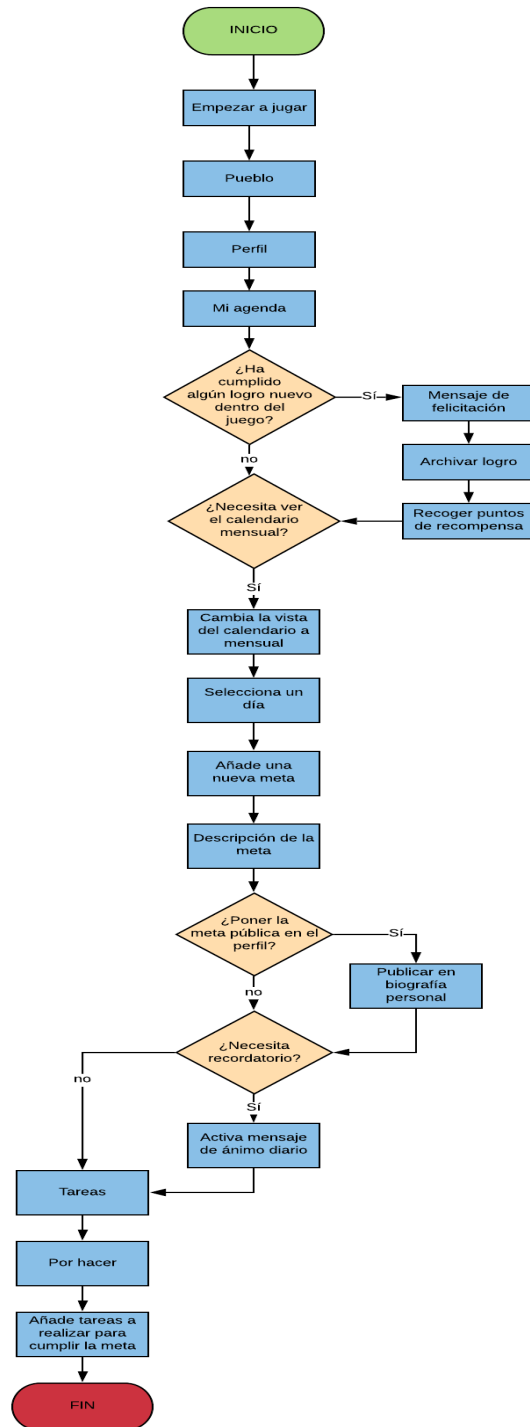 INICIO
Empezar a jugar
Pueblo
Perfil
Mi agenda
¿Ha
cumplido
algún logro nuevo
dentro del
juego?
Sí
Mensaje de
felicitación
Archivar logro
Recoger puntos
de recompensa
no
¿Necesita ver
el calendario
mensual?
Sí
Cambia la vista
del calendario a
mensual
Selecciona un
día
Añade una
nueva meta
Descripción de la
meta
¿Poner la
meta pública en el
perfil?
Sí
Publicar en
biografía
personal
no
¿Necesita
recordatorio?
no
Sí
Activa mensaje
de ánimo diario
Tareas
Por hacer
Añade tareas a
realizar para
cumplir la meta
FIN